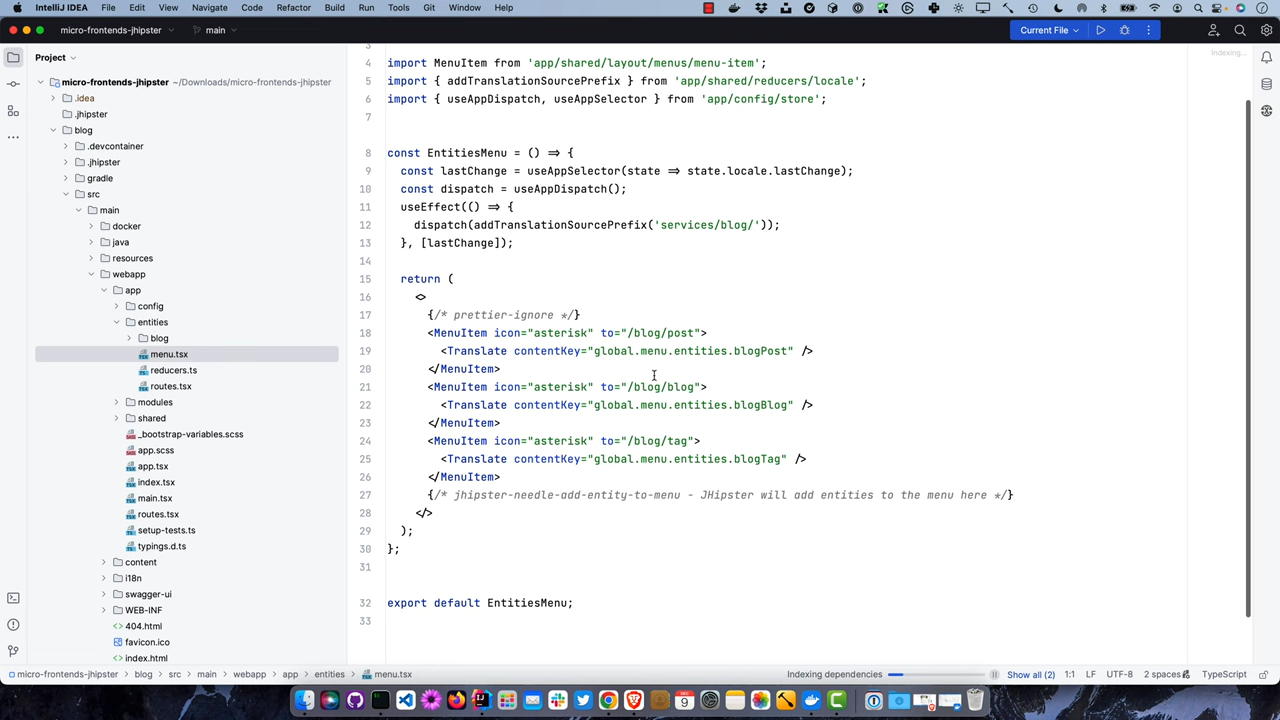 IntelliJ IDEA File Edit View Navigate Code Refactor Build Run Tools Git Window Help
micro-frontends-jhipster main Current File
Project
micro-frontends-jhipster ~/Downloads/micro-frontends-jhipster
.idea
.jhipster
blog
.devcontainer
.jhipster
gradle
src
main
docker
java
resources
webapp
app
config
entities
blog
menu.tsx
reducers.ts
routes.tsx
modules
shared
_bootstrap-variables.scss
app.scss
app.tsx
index.tsx
main.tsx
routes.tsx
setup-tests.ts
typings.d.ts
content
i18n
swagger-ui
WEB-INF
404.html
favicon.ico
index.html
Indexing...
3
4 import MenuItem from 'app/shared/layout/menus/menu-item';
5 import { addTranslationSourcePrefix } from 'app/shared/reducers/locale';
6 import { useAppDispatch, useAppSelector } from 'app/config/store';
7
8 const EntitiesMenu = () => {
9 const lastChange = useAppSelector(state => state.locale.lastChange);
10 const dispatch = useAppDispatch();
11 useEffect(() => {
12 dispatch(addTranslationSourcePrefix('services/blog/'));
13 }, [lastChange]);
14
15 return (
16 <>
17 {/* prettier-ignore */}
18 <MenuItem icon="asterisk" to="/blog/post">
19 <Translate contentKey="global.menu.entities.blogPost" />
20 </MenuItem>
21 <MenuItem icon="asterisk" to="/blog/blog">
22 <Translate contentKey="global.menu.entities.blogBlog" />
23 </MenuItem>
24 <MenuItem icon="asterisk" to="/blog/tag">
25 <Translate contentKey="global.menu.entities.blogTag" />
26 </MenuItem>
27 {/* jhipster-needle-add-entity-to-menu - JHipster will add entities to the menu here */}
28 </>
29 );
30 };
31
32 export default EntitiesMenu;
33
micro-frontends-jhipster > blog > src > main > webapp > app > entities > menu.tsx Indexing dependencies Show all (2) 1:1 LF UTF-8 2 spaces TypeScript
DEC
9